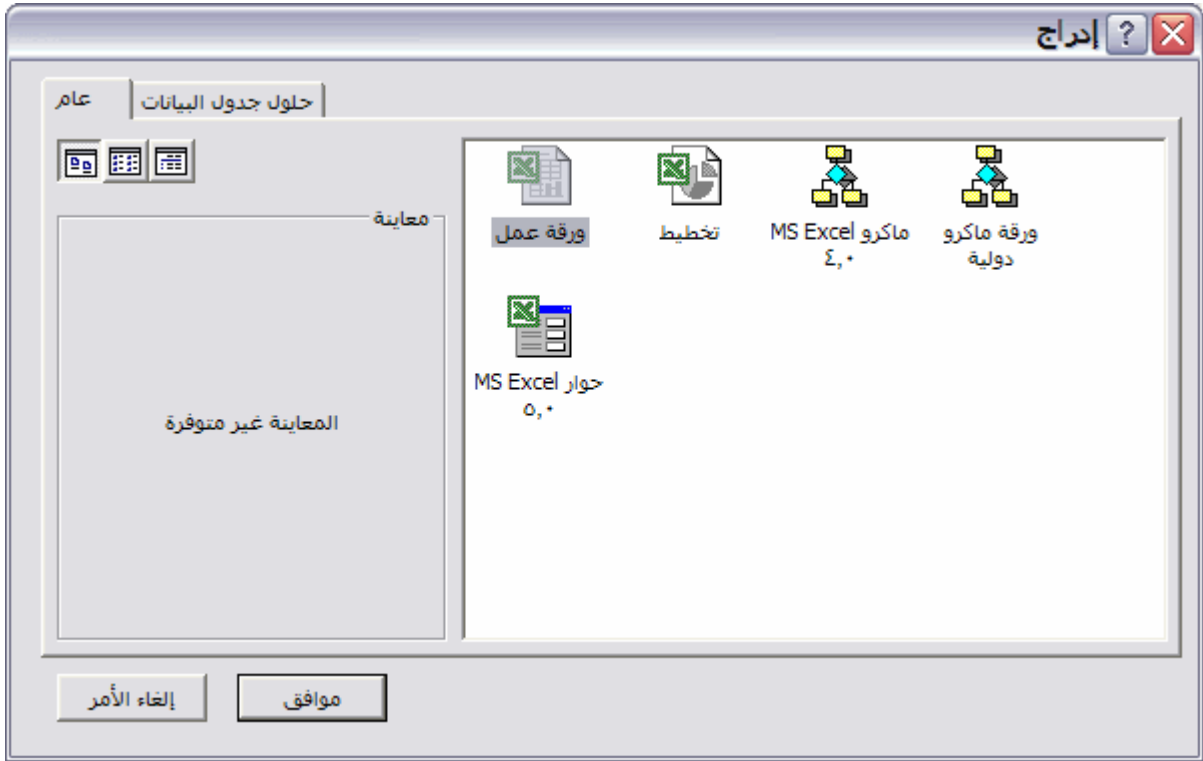 إدراج
عام
حلول جدول البيانات
معاينة
المعاينة غير متوفرة
ورقة عمل
تخطيط
ماكرو MS Excel
٤,٠
ورقة ماكرو
دولية
حوار MS Excel
٥,٠
موافق
إلغاء الأمر